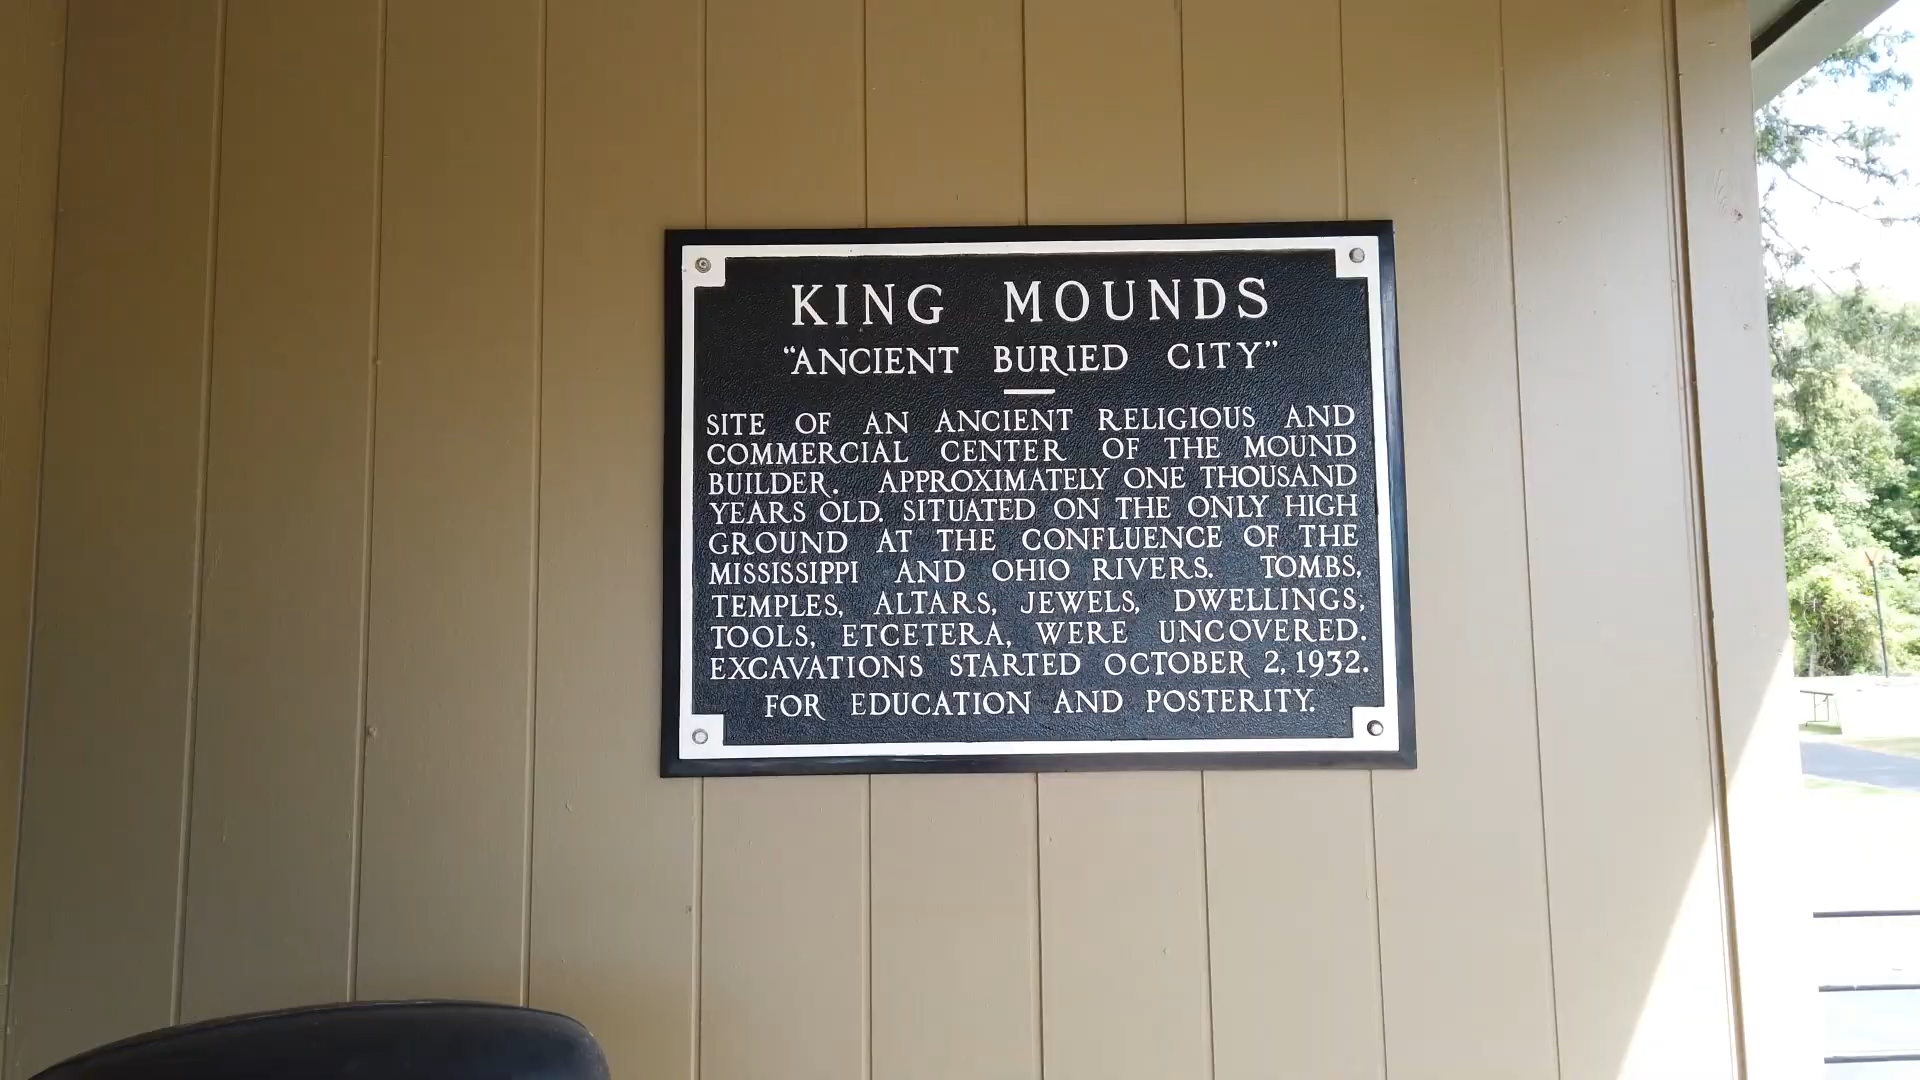 KING MOUNDS
“ANCIENT BURIED CITY”
SITE OF AN ANCIENT RELIGIOUS AND
COMMERCIAL CENTER OF THE MOUND
BUILDER. APPROXIMATELY ONE THOUSAND
YEARS OLD. SITUATED ON THE ONLY HIGH
GROUND AT THE CONFLUENCE OF THE
MISSISSIPPI AND OHIO RIVERS. TOMBS,
TEMPLES, ALTARS, JEWELS, DWELLINGS,
TOOLS, ETCETERA, WERE UNCOVERED.
EXCAVATIONS STARTED OCTOBER 2, 1932.
FOR EDUCATION AND POSTERITY.